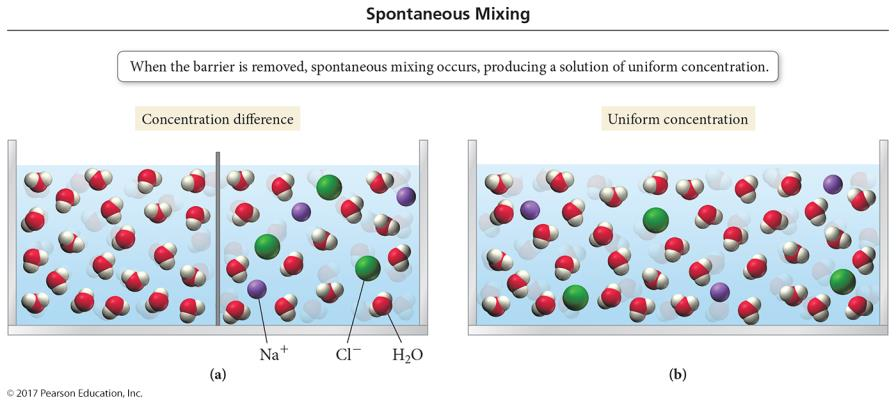 Spontaneous Mixing
When the barrier is removed, spontaneous mixing occurs, producing a solution of uniform concentration.
Concentration difference
Uniform concentration
Na⁺
Cl⁻
H₂O
(a)
(b)
© 2017 Pearson Education, Inc.